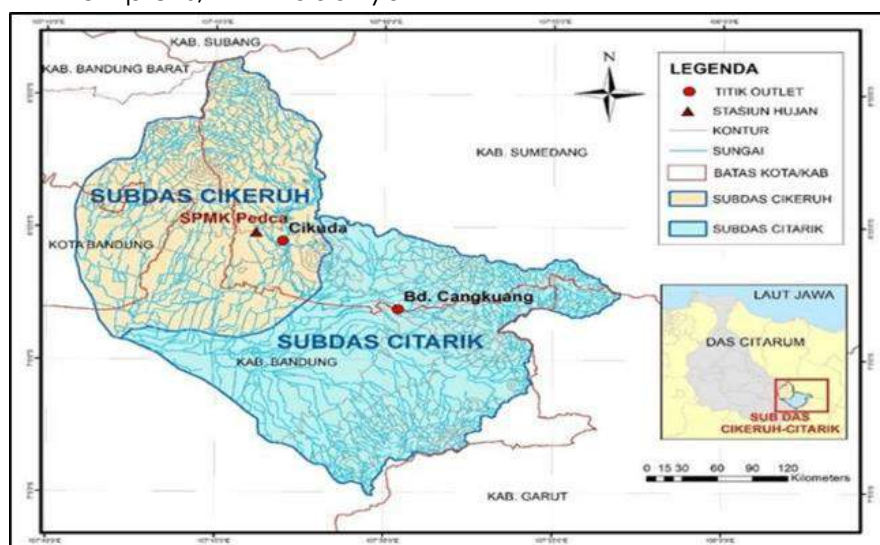 KAB. SUBANG
KAB. BANDUNG BARAT
N
KAB. SUMEDANG
SUBDAS CIKERUH
SPMK Pedca
Cikuda
KOTA BANDUNG
Bd. Cangkuang
SUBDAS CITARIK
KAB. BANDUNG
KAB. GARUT
LEGENDA
TITIK OUTLET
STASIUN HUJAN
KONTUR
SUNGAI
BATAS KOTA/KAB
SUBDAS CIKERUH
SUBDAS CITARIK
LAUT JAWA
DAS CITARUM
SUB DAS
CIKERUH-CITARIK
0 15 30 60 90 120
Kilometers